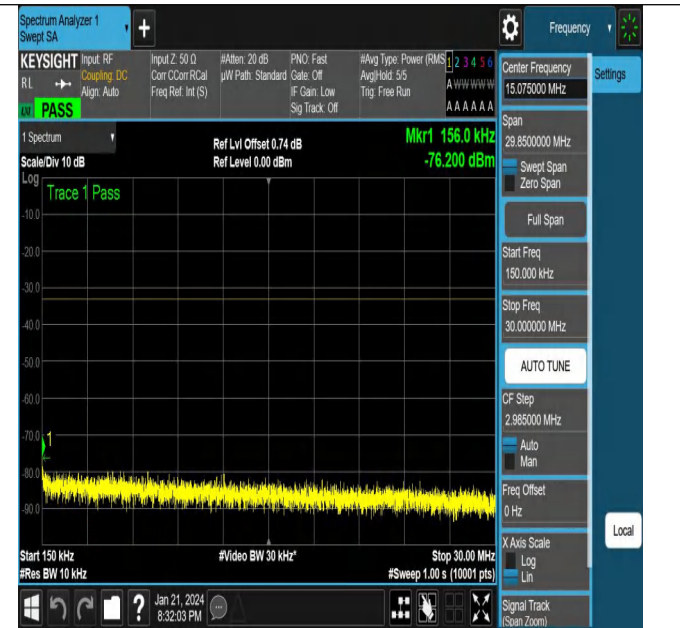 Spectrum Analyzer 1
Swept SA
+
Frequency
KEYSIGHT
RL
PASS
Input: RF
Coupling: DC
Align: Auto
Input Z: 50 Ω
Corr CCorr RCal
Freq Ref: Int (S)
#Atten: 20 dB
µW Path: Standard
PNO: Fast
Gate: Off
IF Gain: Low
Sig Track: Off
#Avg Type: Power (RMS
Avg|Hold: 5/5
Trig: Free Run
1 2 3 4 5 6
A W W W W W
A A A A A A
1 Spectrum
Scale/Div 10 dB
Log
Ref Lvl Offset 0.74 dB
Ref Level 0.00 dBm
Mkr1 156.0 kHz
-76.200 dBm
Trace 1 Pass
-10.0
-20.0
-30.0
-40.0
-50.0
-60.0
-70.0
1
-80.0
-90.0
Start 150 kHz
#Res BW 10 kHz
#Video BW 30 kHz*
Stop 30.00 MHz
#Sweep 1.00 s (10001 pts)
?
Jan 21, 2024
8:32:03 PM
Center Frequency
15.075000 MHz
Settings
Span
29.8500000 MHz
Swept Span
Zero Span
Full Span
Start Freq
150.000 kHz
Stop Freq
30.000000 MHz
AUTO TUNE
CF Step
2.985000 MHz
Auto
Man
Freq Offset
0 Hz
X Axis Scale
Log
Lin
Local
Signal Track
(Span Zoom)